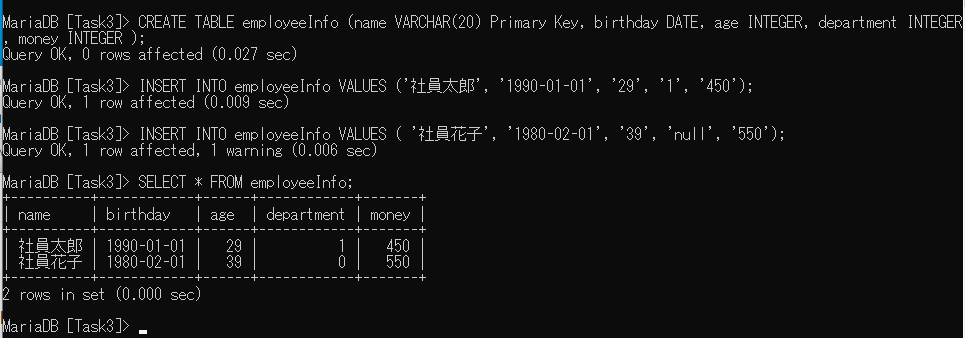 MariaDB [Task3]> CREATE TABLE employeeInfo (name VARCHAR(20) Primary Key, birthday DATE, age INTEGER, department INTEGER
, money INTEGER );
Query OK, 0 rows affected (0.027 sec)
MariaDB [Task3]> INSERT INTO employeeInfo VALUES ('社員太郎', '1990-01-01', '29', '1', '450');
Query OK, 1 row affected (0.009 sec)
MariaDB [Task3]> INSERT INTO employeeInfo VALUES ( '社員花子', '1980-02-01', '39', 'null', '550');
Query OK, 1 row affected, 1 warning (0.006 sec)
MariaDB [Task3]> SELECT * FROM employeeInfo;
+----------+------------+------+------------+-------+
| name     | birthday   | age  | department | money |
+----------+------------+------+------------+-------+
| 社員太郎 | 1990-01-01 |   29 |          1 |   450 |
| 社員花子 | 1980-02-01 |   39 |          0 |   550 |
+----------+------------+------+------------+-------+
2 rows in set (0.000 sec)
MariaDB [Task3]> _